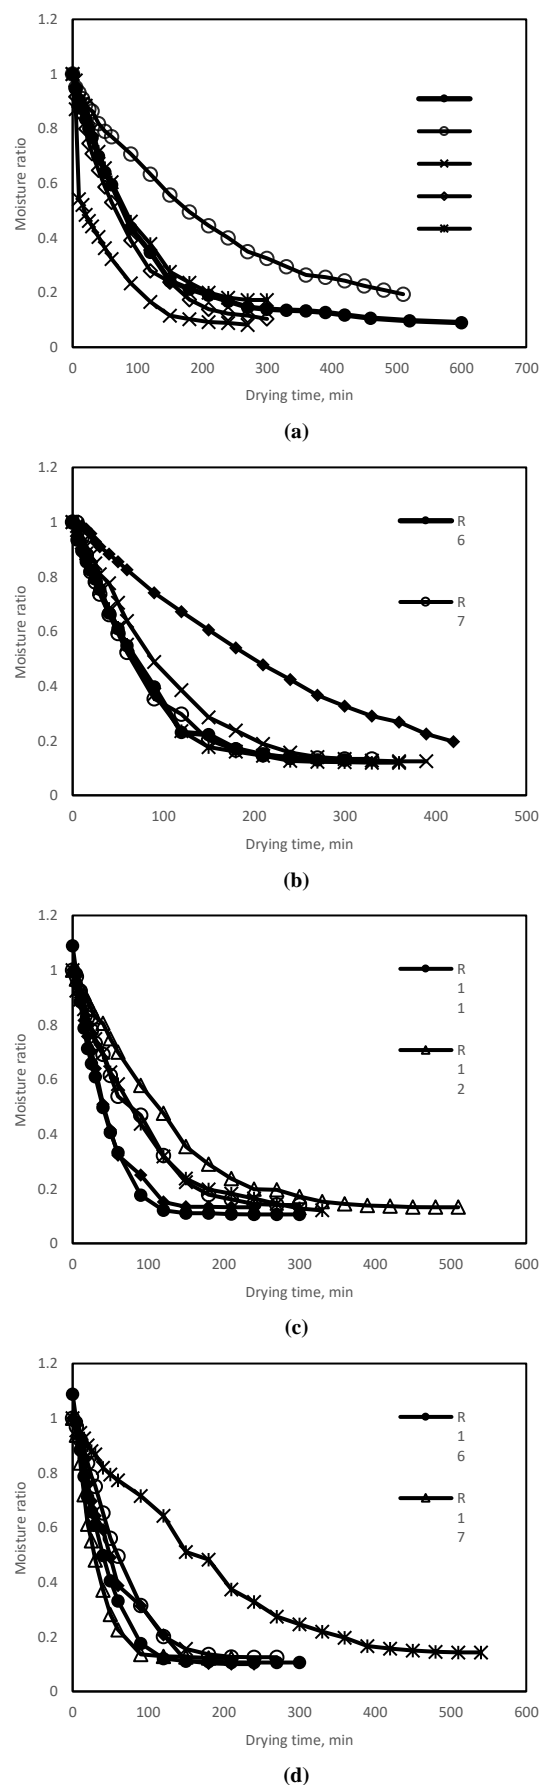 1.2
1
0.8
0.6
0.4
0.2
0
Moisture ratio
0 100 200 300 400 500 600 700
Drying time, min
(a)
1.2
1
0.8
0.6
0.4
0.2
0
Moisture ratio
R
6
R
7
0 100 200 300 400 500
Drying time, min
(b)
1.2
1
0.8
0.6
0.4
0.2
0
Moisture ratio
R
1
1
R
1
2
0 100 200 300 400 500 600
Drying time, min
(c)
1.2
1
0.8
0.6
0.4
0.2
0
Moisture ratio
R
1
6
R
1
7
0 100 200 300 400 500 600
Drying time, min
(d)